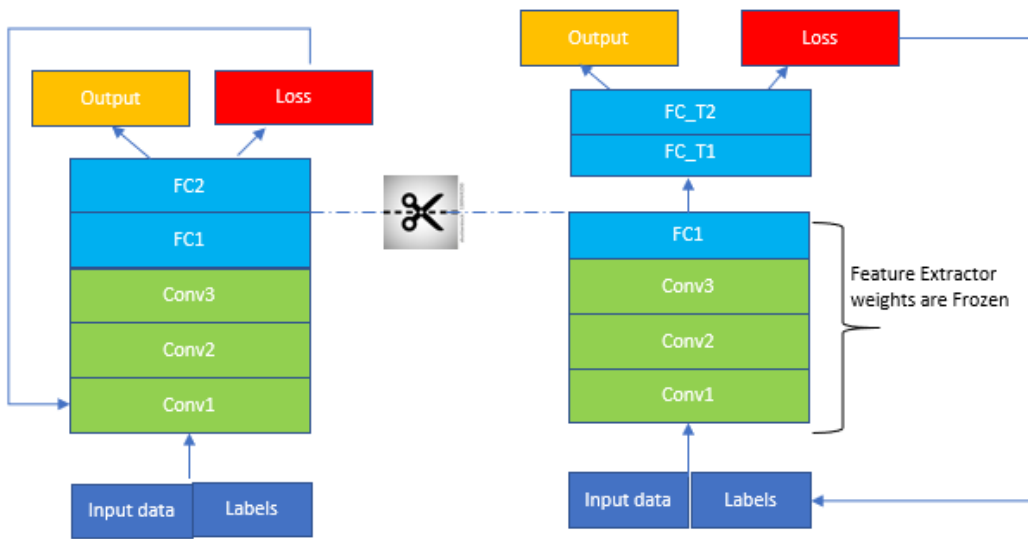 Output
Loss
FC2
FC1
Conv3
Conv2
Conv1
Input data
Labels
Output
Loss
FC_T2
FC_T1
FC1
Conv3
Conv2
Conv1
Input data
Labels
Feature Extractor
weights are Frozen